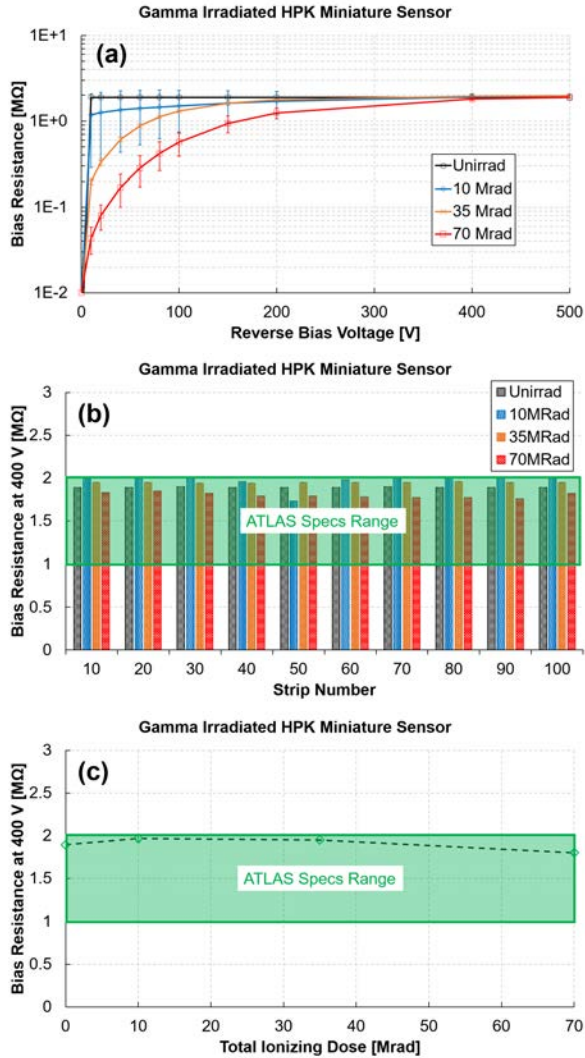 Gamma Irradiated HPK Miniature Sensor
(a)
Bias Resistance [MΩ]
1E+1
1E+0
1E-1
1E-2
Unirrad
10 Mrad
35 Mrad
70 Mrad
0 100 200 300 400 500
Reverse Bias Voltage [V]
Gamma Irradiated HPK Miniature Sensor
(b)
Bias Resistance at 400 V [MΩ]
3
2.5
2
1.5
1
0.5
0
Unirrad
10MRad
35MRad
70MRad
ATLAS Specs Range
10 20 30 40 50 60 70 80 90 100
Strip Number
Gamma Irradiated HPK Miniature Sensor
(c)
Bias Resistance at 400 V [MΩ]
3
2.5
2
1.5
1
0.5
0
ATLAS Specs Range
0 10 20 30 40 50 60 70
Total Ionizing Dose [Mrad]